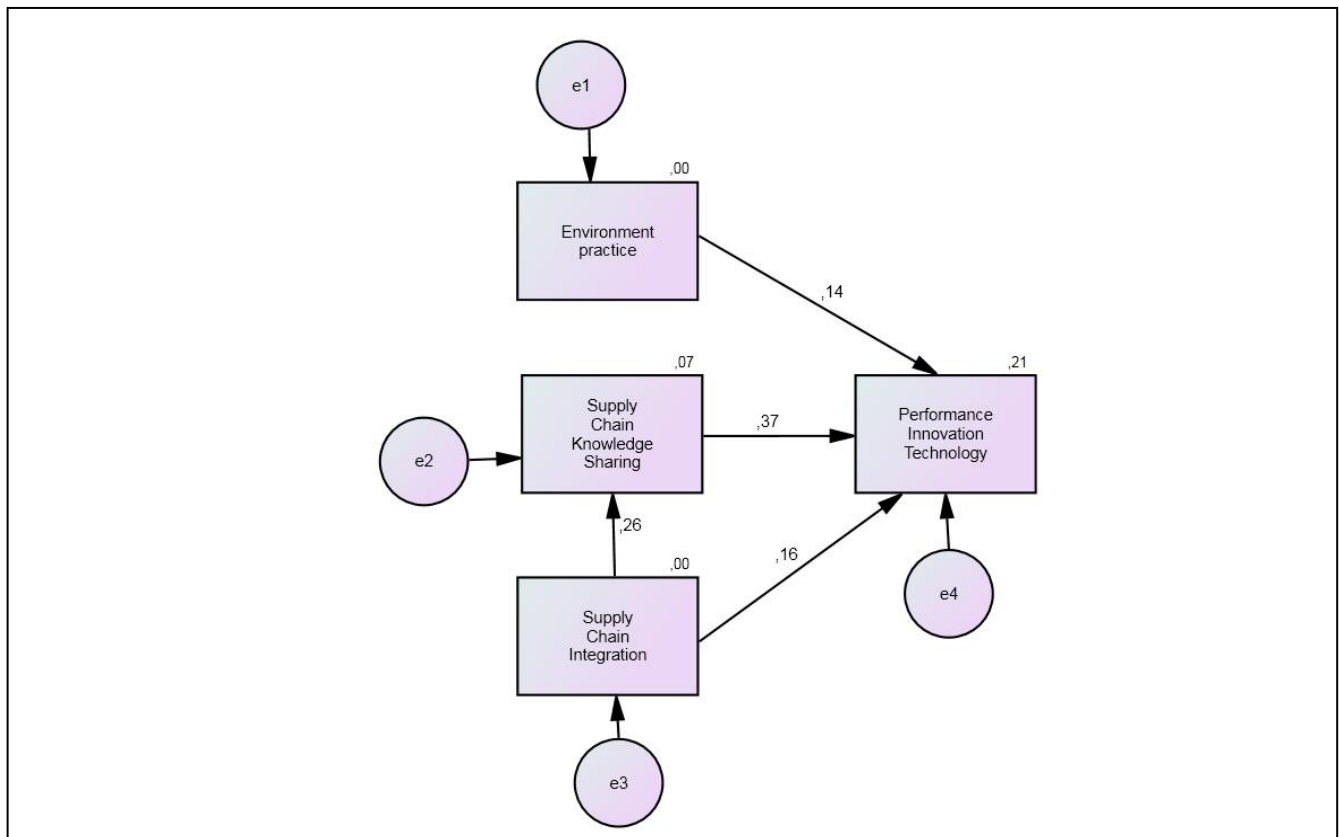 e1
,00
Environment
practice
,14
,07
,21
Supply
Chain
Knowledge
Sharing
,37
Performance
Innovation
Technology
e2
,26
,00
,16
Supply
Chain
Integration
e4
e3